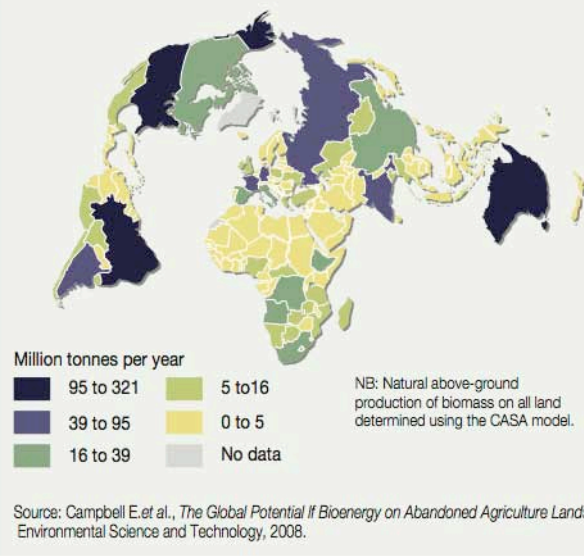 Million tonnes per year
95 to 321
39 to 95
16 to 39
5 to16
0 to 5
No data
NB: Natural above-ground
production of biomass on all land
determined using the CASA model.
Source: Campbell E.et al., The Global Potential If Bioenergy on Abandoned Agriculture Land
Environmental Science and Technology, 2008.